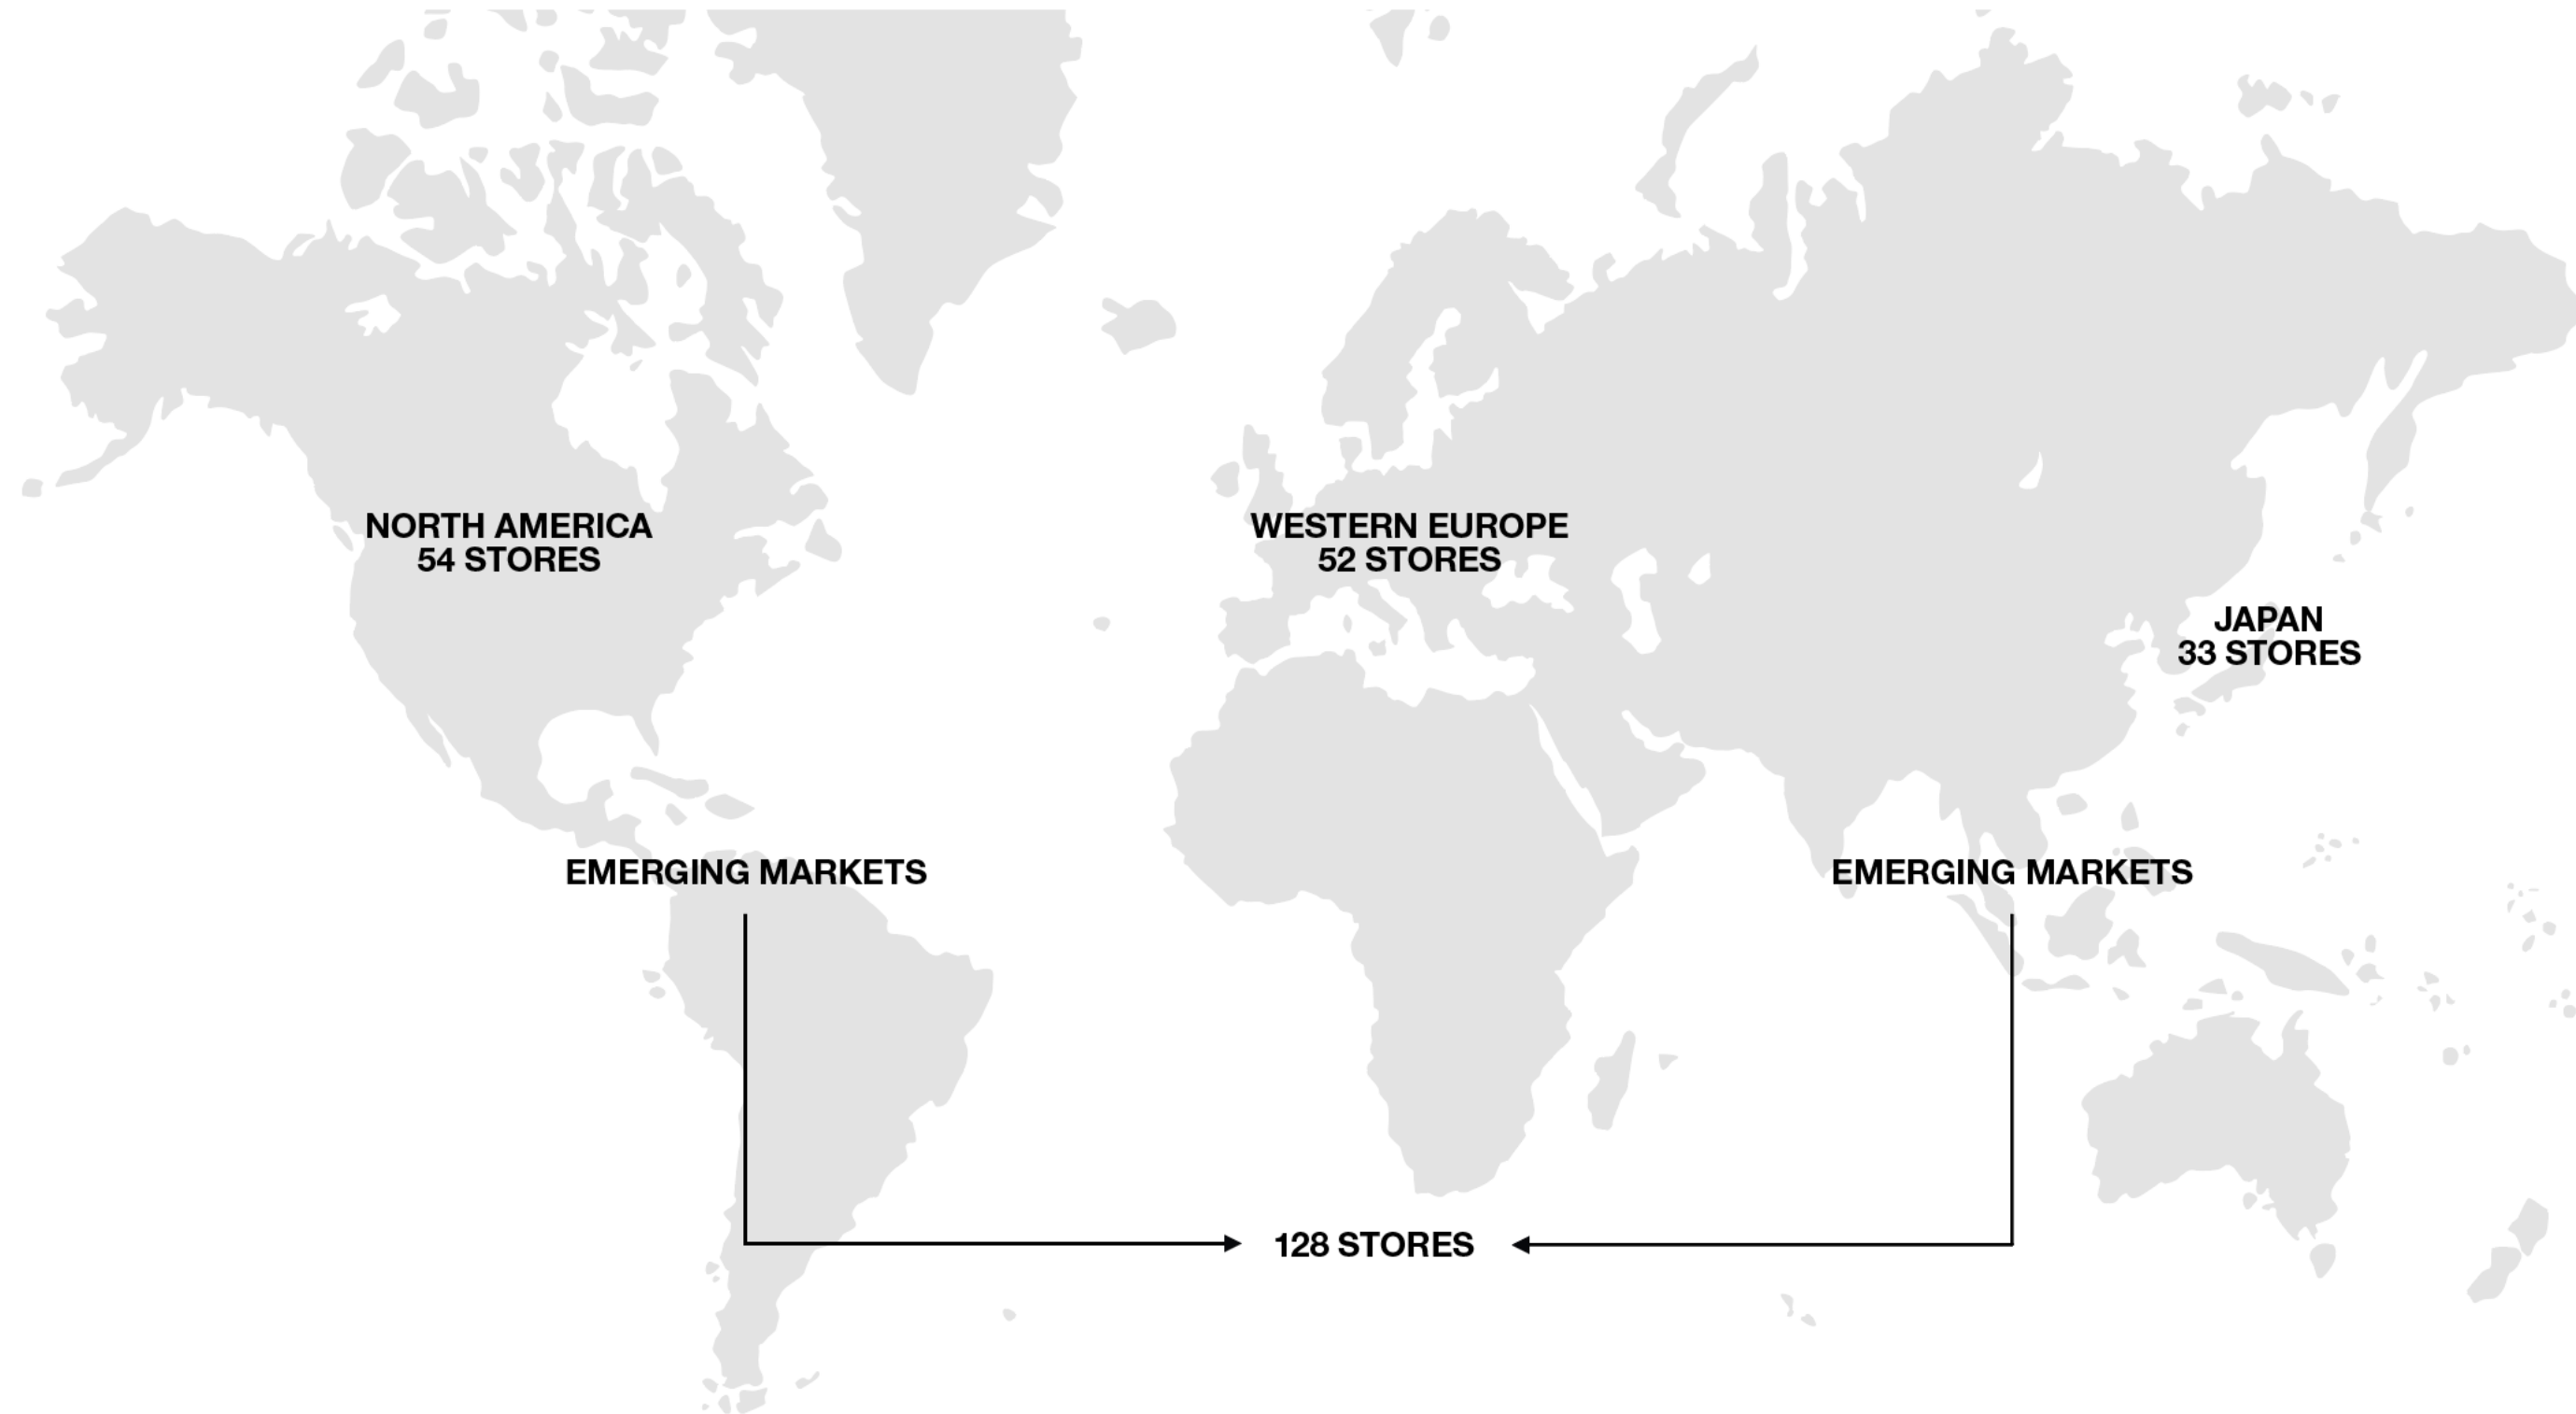 NORTH AMERICA
54 STORES
WESTERN EUROPE
52 STORES
JAPAN
33 STORES
EMERGING MARKETS
EMERGING MARKETS
128 STORES